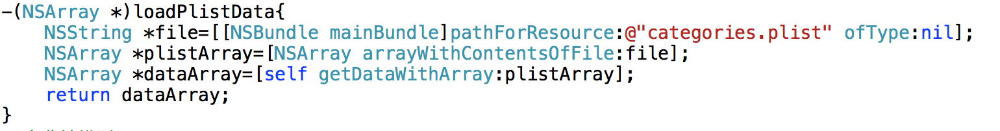 -(NSArray *)loadPlistData{
    NSString *file=[[NSBundle mainBundle]pathForResource:@"categories.plist" ofType:nil];
    NSArray *plistArray=[NSArray arrayWithContentsOfFile:file];
    NSArray *dataArray=[self getDataWithArray:plistArray];
    return dataArray;
}